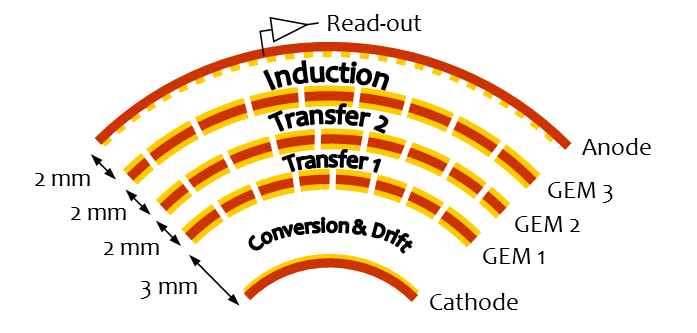 Read-out
Induction
Transfer 2
Transfer 1
Conversion & Drift
Anode
GEM 3
GEM 2
GEM 1
Cathode
2 mm
2 mm
2 mm
3 mm